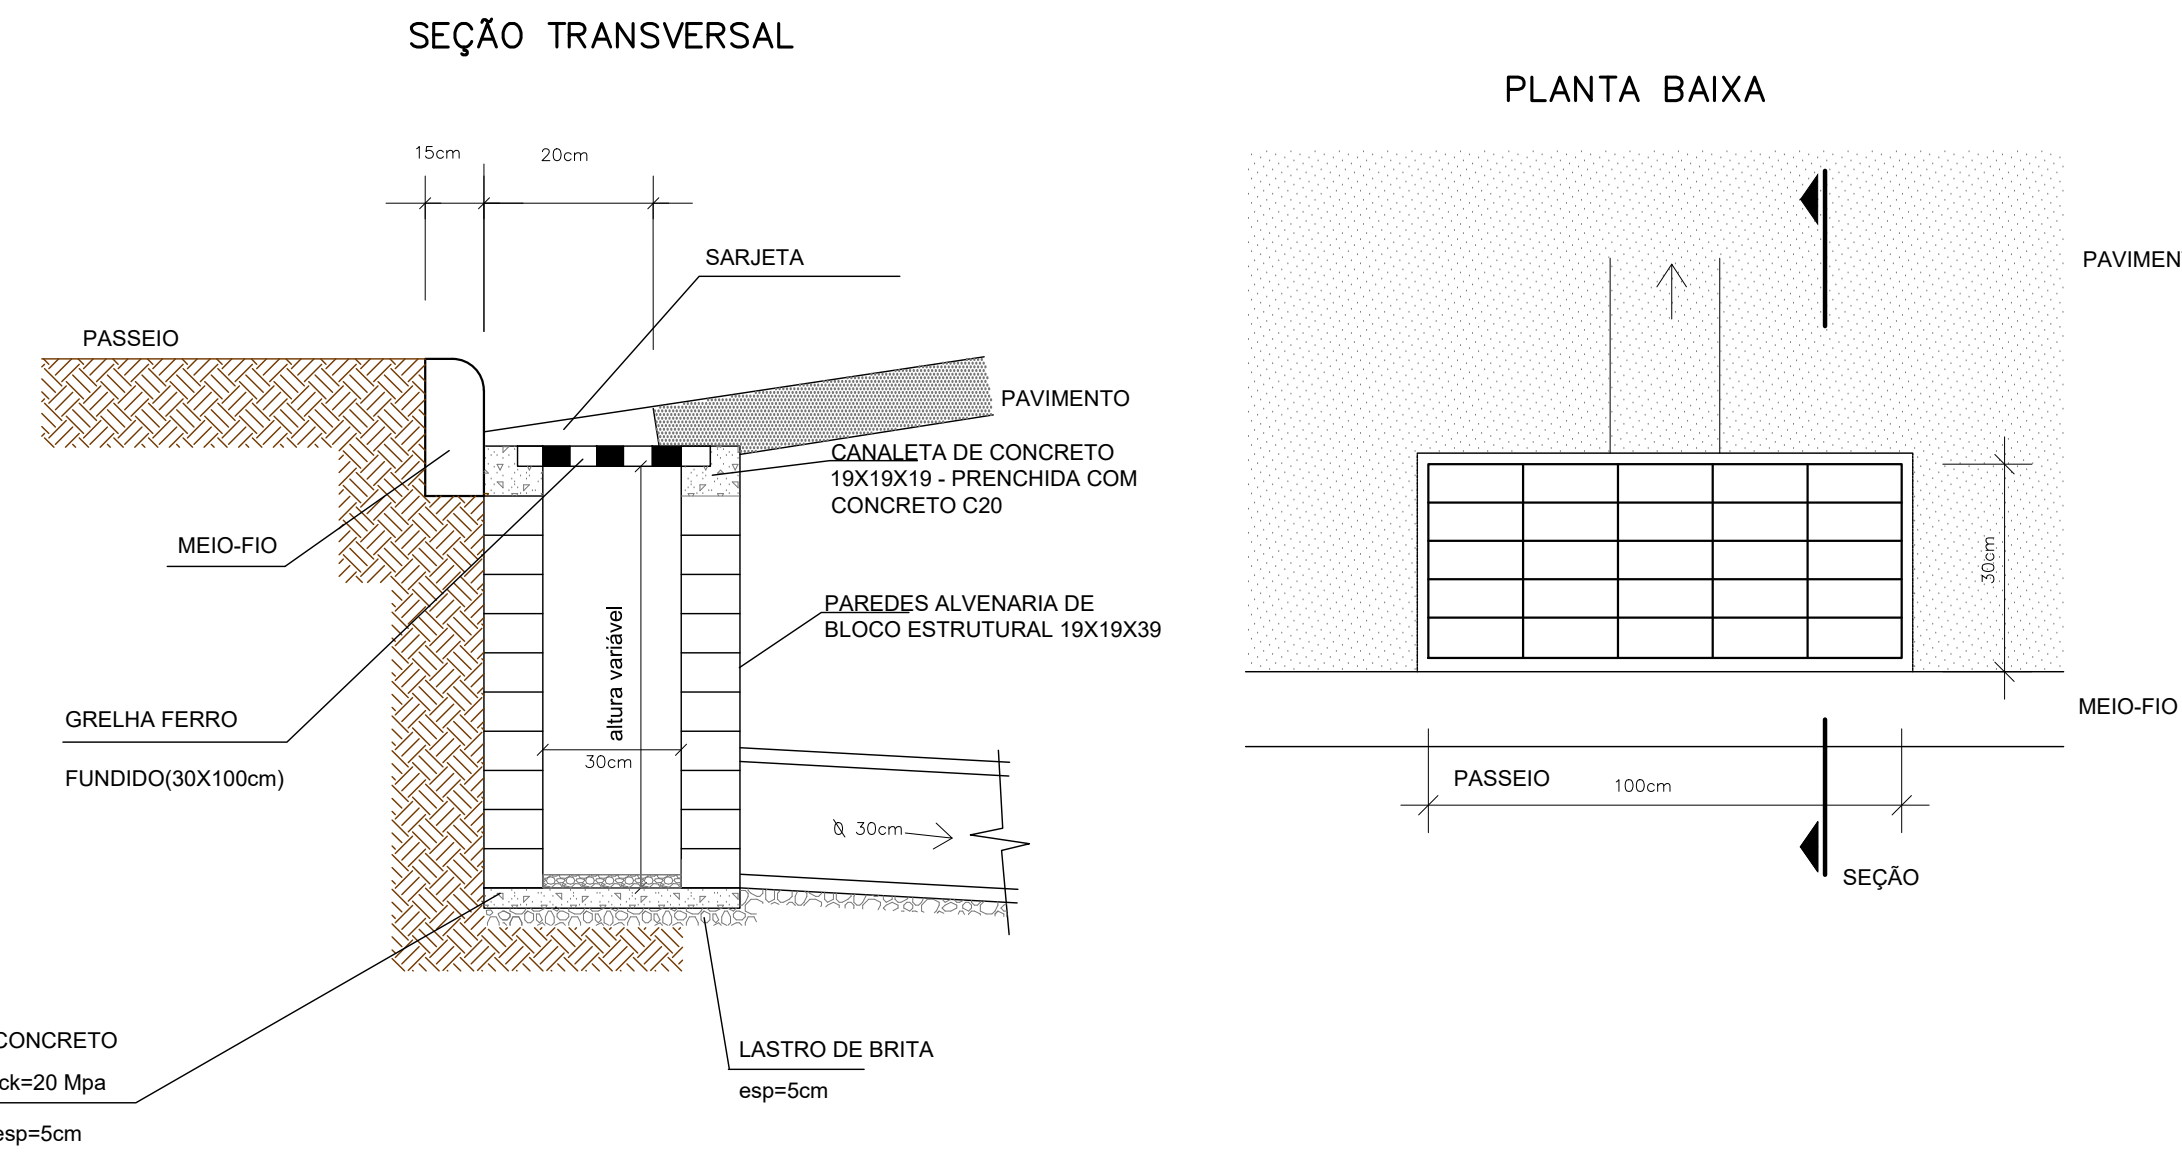 SEÇÃO TRANSVERSAL
15cm
20cm
SARJETA
PASSEIO
PAVIMENTO
CANALETA DE CONCRETO
19X19X19 - PRENCHIDA COM
CONCRETO C20
MEIO-FIO
PAREDES ALVENARIA DE
BLOCO ESTRUTURAL 19X19X39
altura variável
GRELHA FERRO
FUNDIDO(30X100cm)
30cm
Ø 30cm
CONCRETO
ck=20 Mpa
esp=5cm
LASTRO DE BRITA
esp=5cm
PLANTA BAIXA
PAVIMEN
30cm
MEIO-FIO
PASSEIO
100cm
SEÇÃO